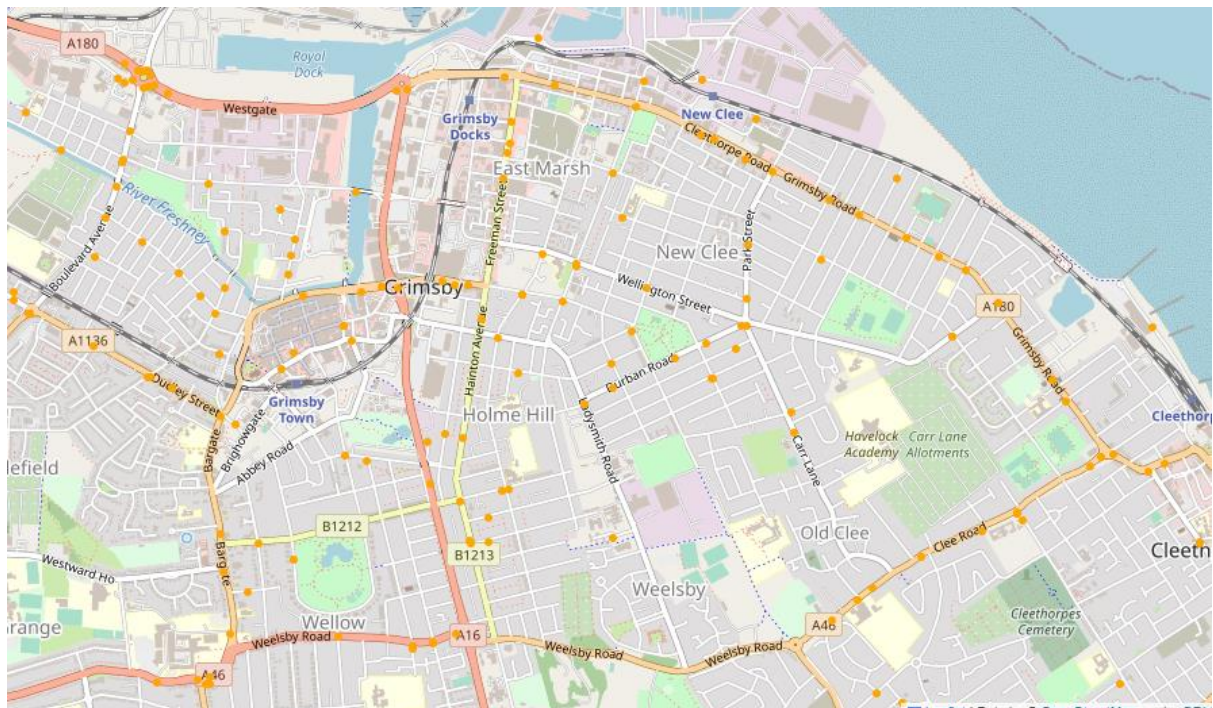 A180
Royal
Dock
Westgate
Grimsby
Docks
New Clee
Cleethorpe Road
Grimsby Road
East Marsh
River Freshney
Boulevard Avenue
Freeman Street
New Clee
Park Street
Wellington Street
Grimsby
A180
Grimsby Road
A1136
Dudley Street
Hainton Avenue
Durban Road
Grimsby
Town
Holme Hill
Ladysmith Road
Cleethorp
Bargate
Brighowgate
Abbey Road
Havelock
Academy
Carr Lane
Allotments
Carr Lane
lefield
B1212
B1213
Old Clee
Clee Road
Cleetn
Westward Ho
Bargate
Weelsby
Cleethorpes
Cemetery
Grange
Wellow
Weelsby Road
A16
Weelsby Road
Weelsby Road
A46
A46